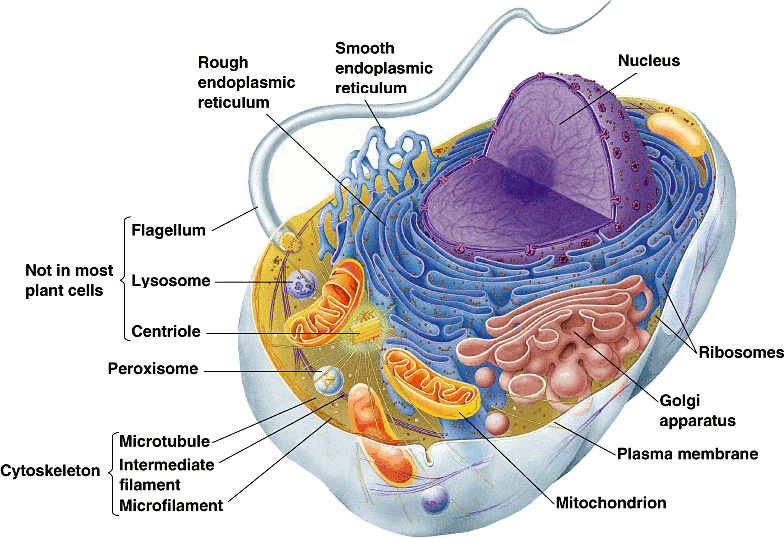 Smooth
endoplasmic
reticulum
Rough
endoplasmic
reticulum
Nucleus
Flagellum
Not in most
plant cells
Lysosome
Centriole
Ribosomes
Peroxisome
Golgi
apparatus
Microtubule
Plasma membrane
Cytoskeleton
Intermediate
filament
Microfilament
Mitochondrion